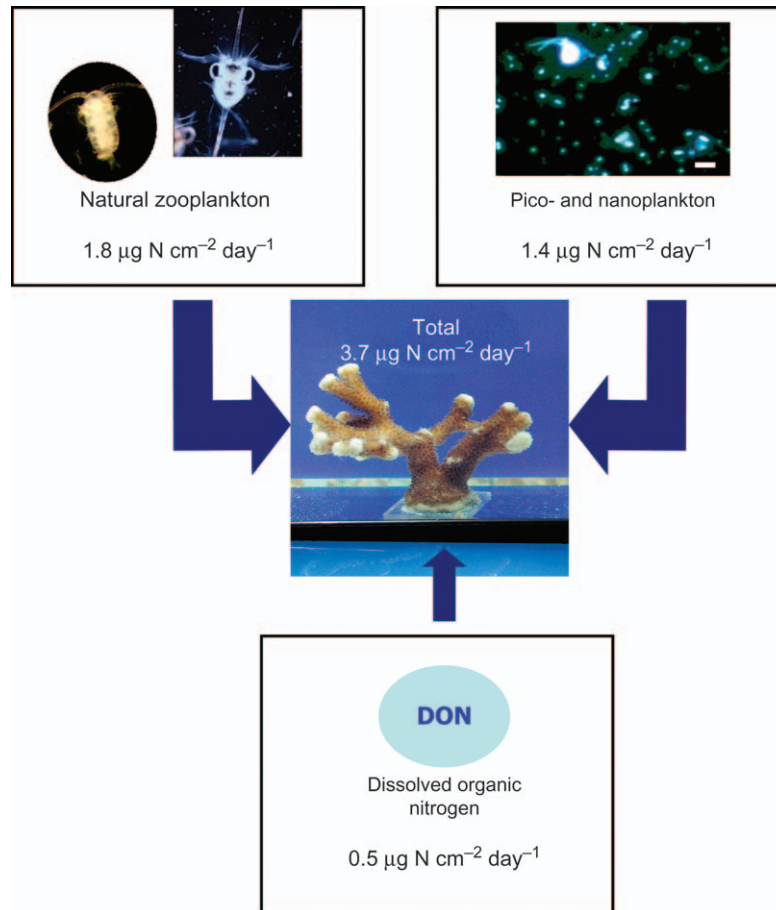 Natural zooplankton
1.8 µg N cm⁻² day⁻¹
Pico- and nanoplankton
1.4 µg N cm⁻² day⁻¹
Total
3.7 µg N cm⁻² day⁻¹
DON
Dissolved organic
nitrogen
0.5 µg N cm⁻² day⁻¹